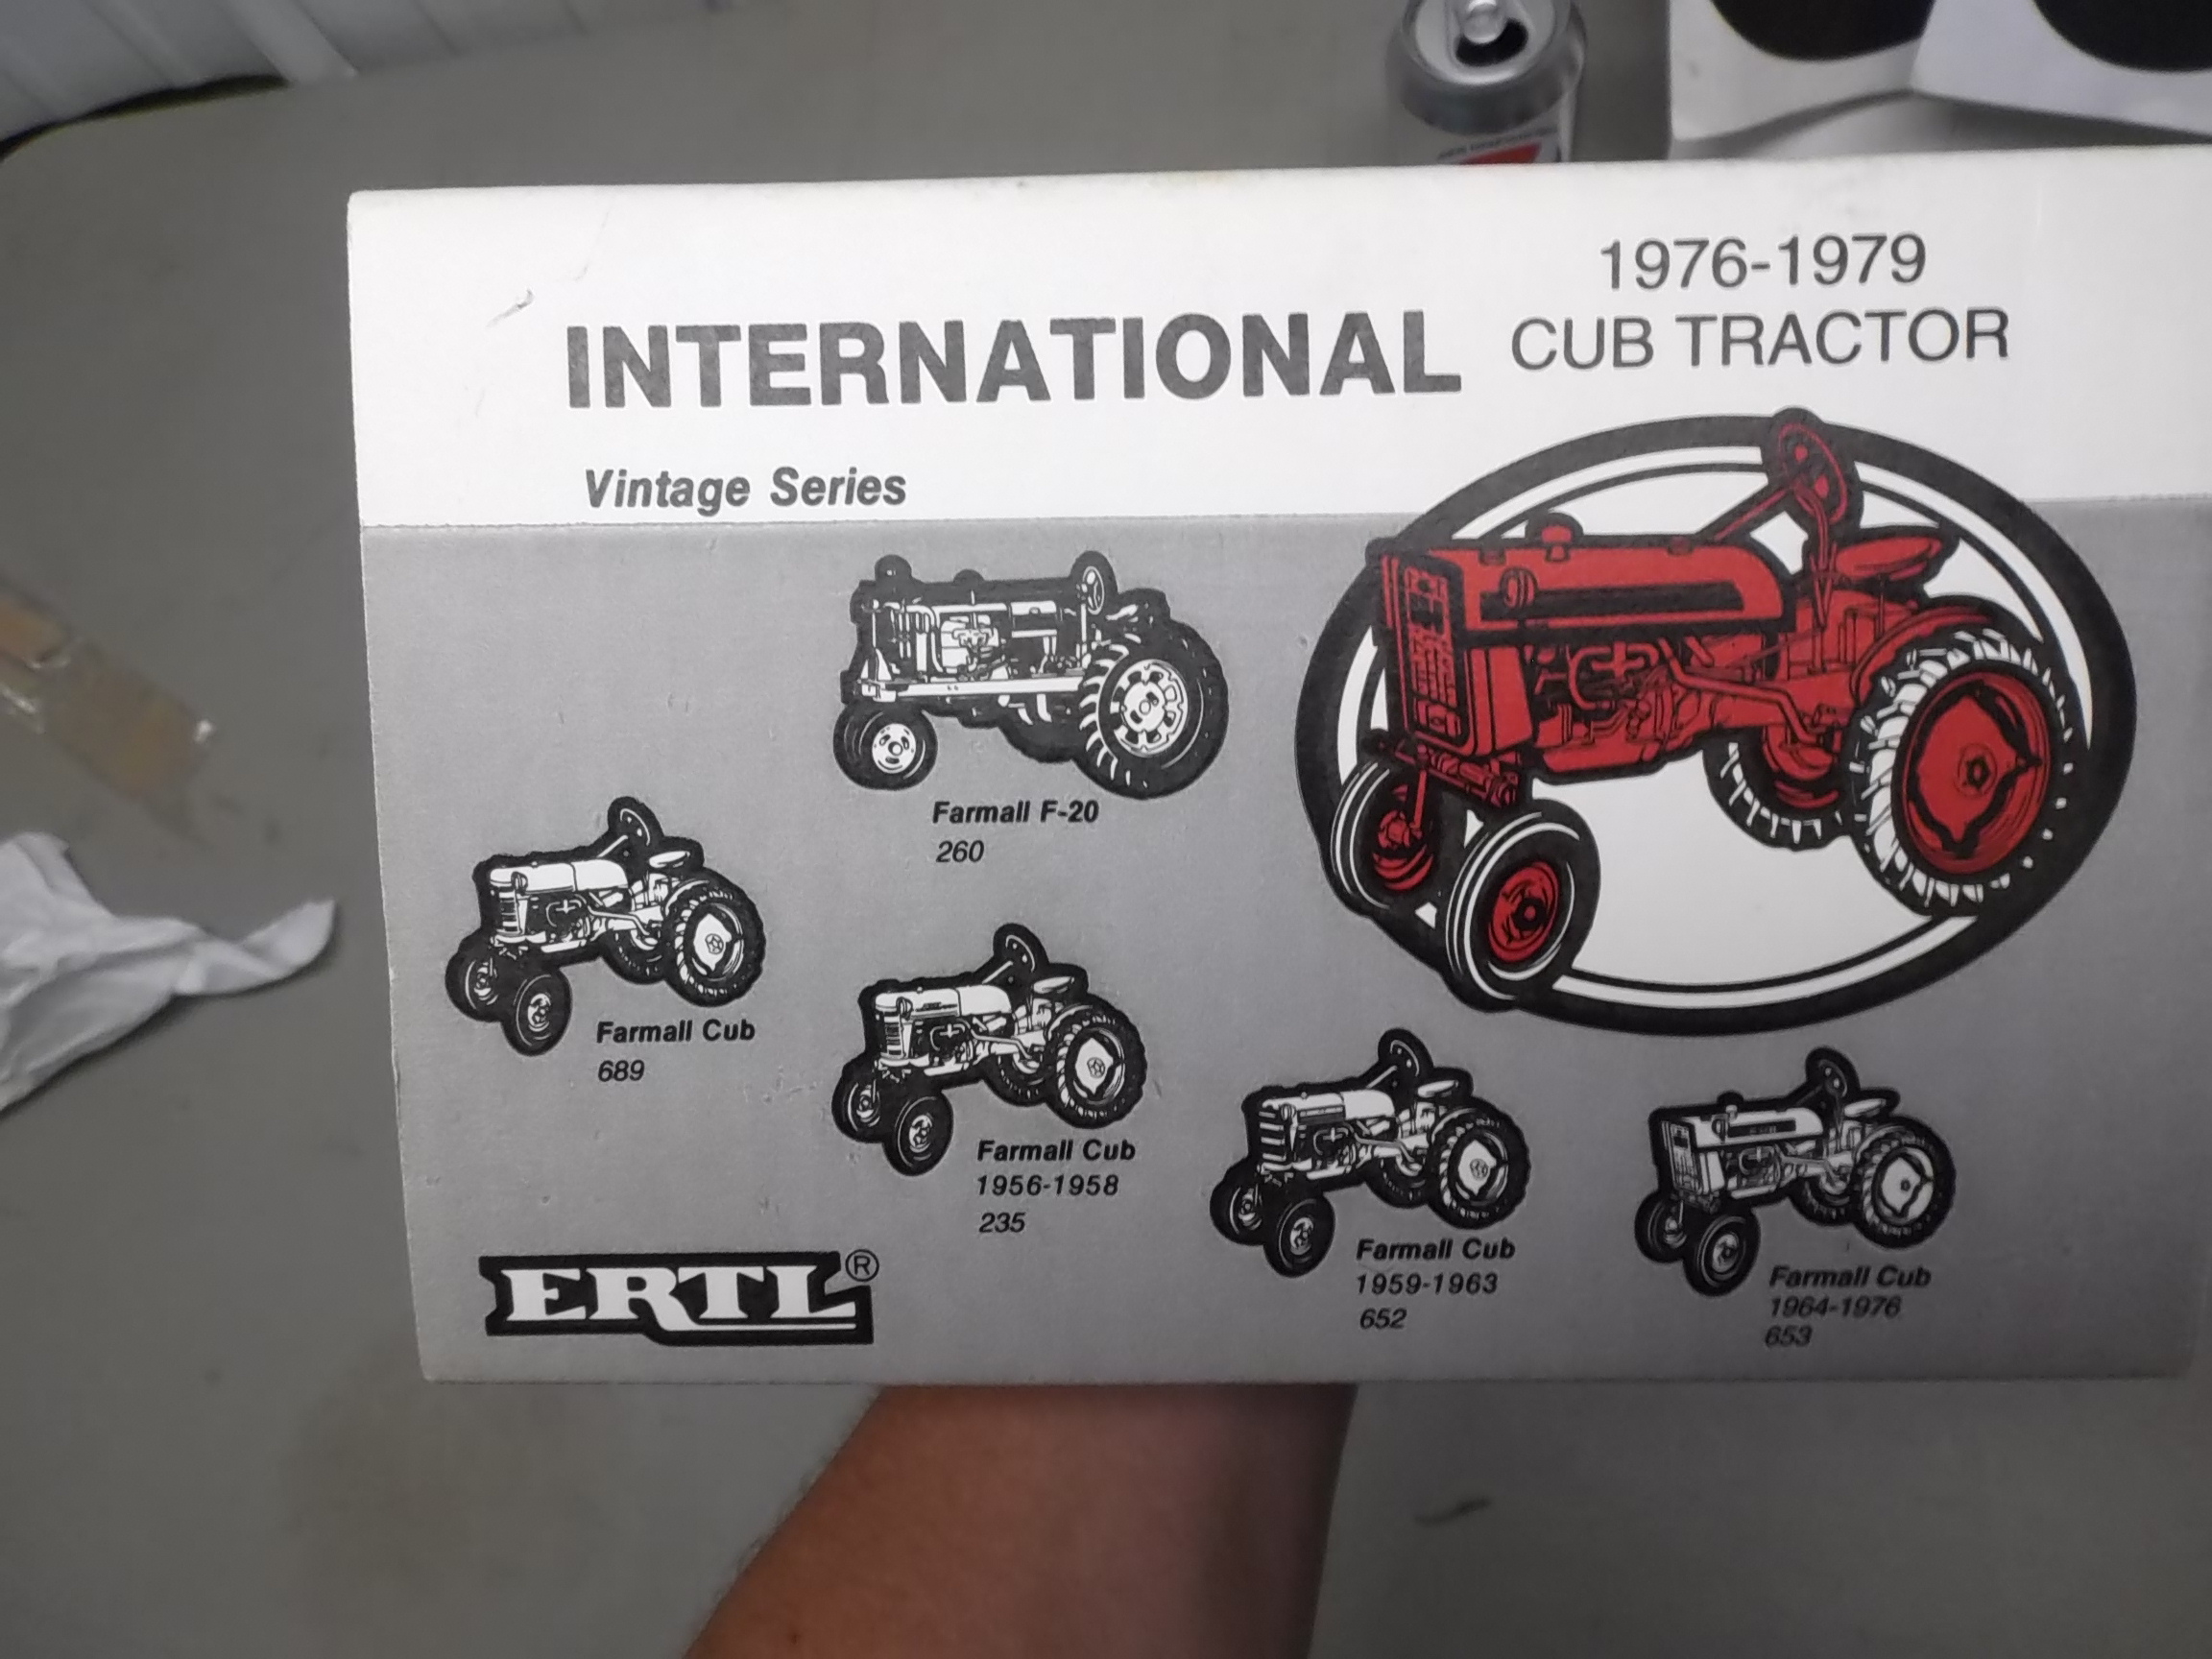 1976-1979
INTERNATIONAL CUB TRACTOR
Vintage Series
Farmall F-20
260
Farmall Cub
689
Farmall Cub
1956-1958
235
Farmall Cub
1959-1963
652
Farmall Cub
1964-1976
653
ERTL®